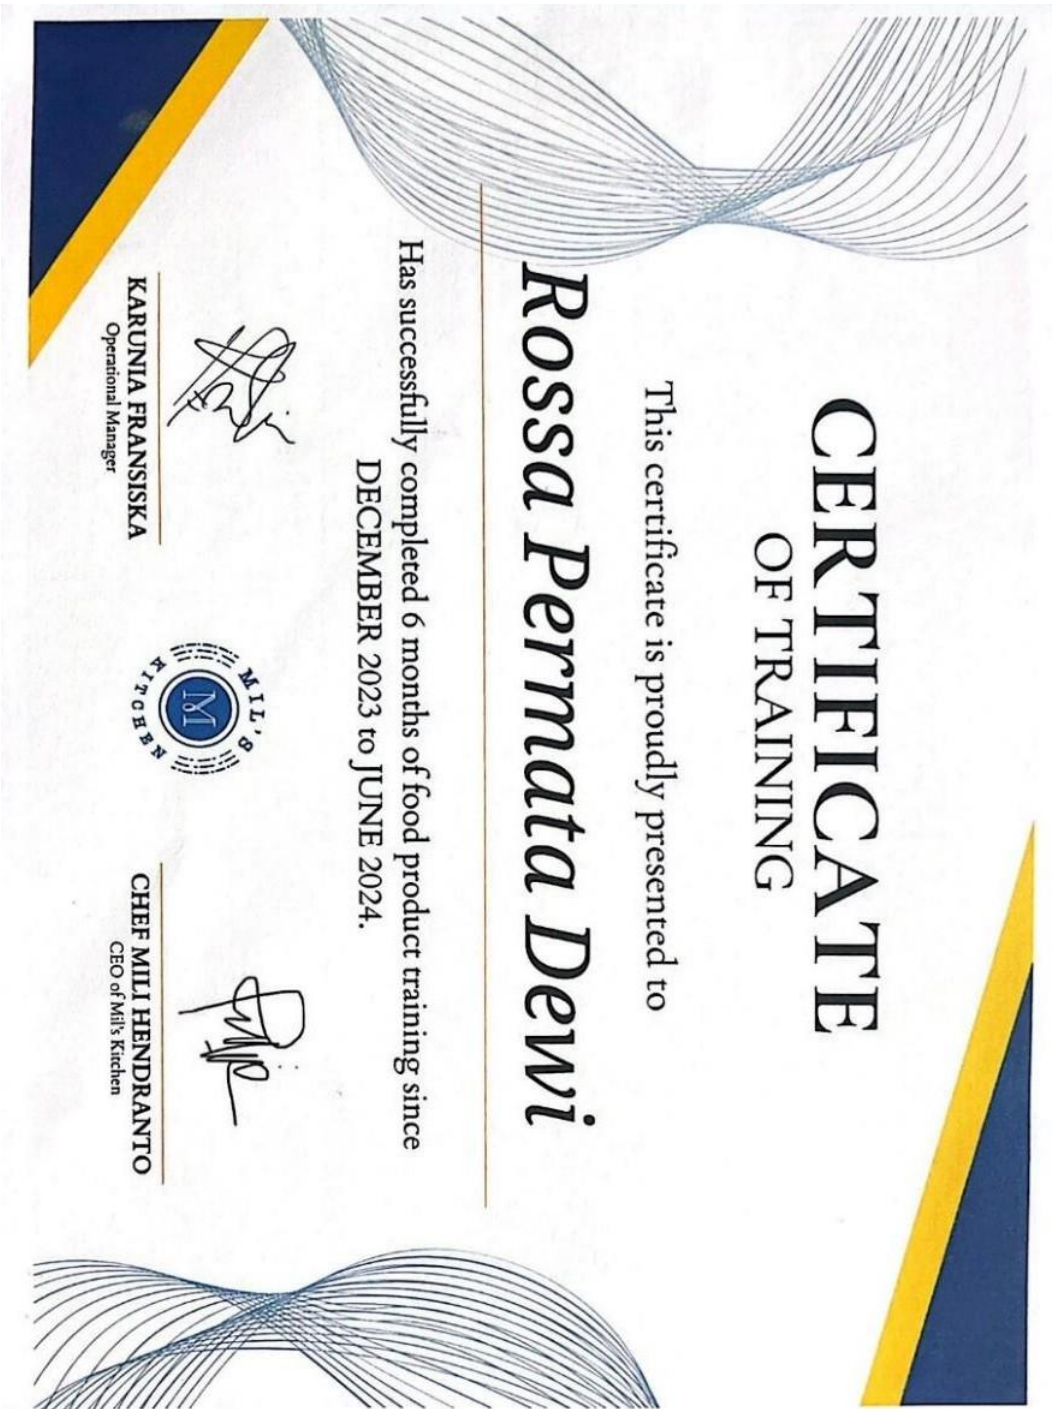 CERTIFICATE
OF TRAINING
This certificate is proudly presented to
Rossa Permata Dewi
Has successfully completed 6 months of food product training since
DECEMBER 2023 to JUNE 2024.
KARUNIA FRANSISKA
Operational Manager
MIL'S
M
KITCHEN
CHEF MILI HENDRANTO
CEO of Mil's Kitchen